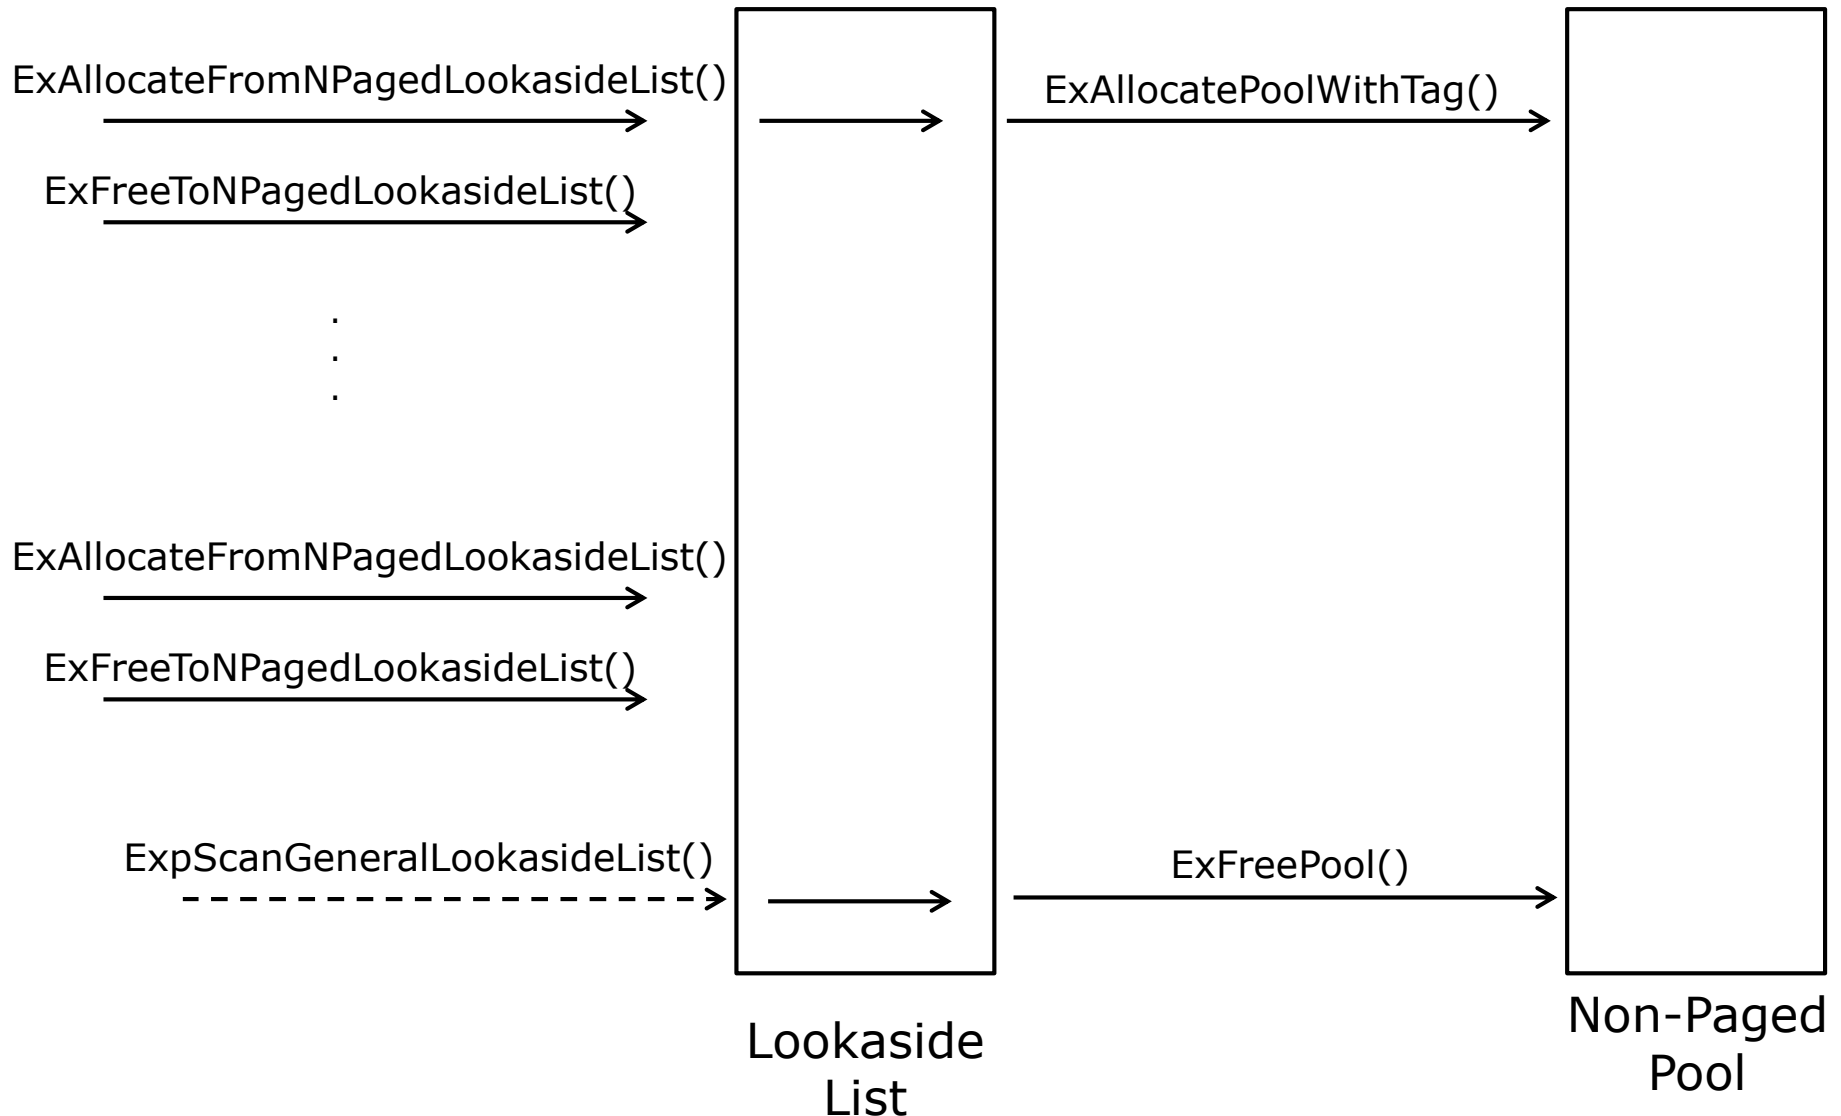 ExAllocateFromNPagedLookasideList()
ExAllocatePoolWithTag()
ExFreeToNPagedLookasideList()
.
.
.
ExAllocateFromNPagedLookasideList()
ExFreeToNPagedLookasideList()
ExpScanGeneralLookasideList()
ExFreePool()
Lookaside
List
Non-Paged
Pool